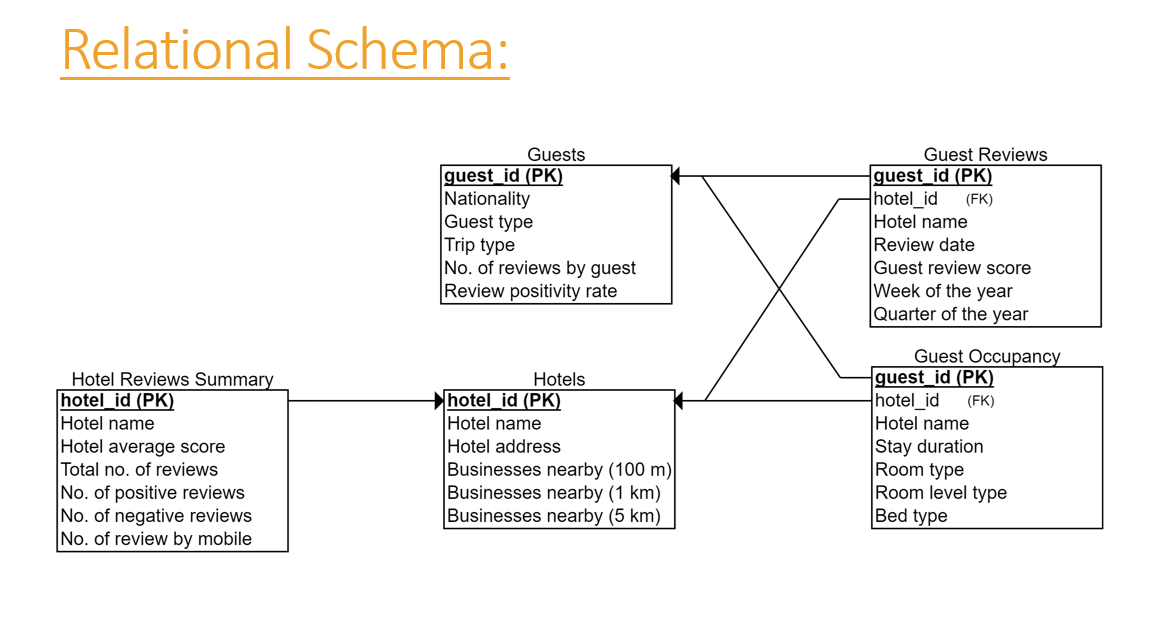 Relational Schema:
Guests
guest_id (PK)
Nationality
Guest type
Trip type
No. of reviews by guest
Review positivity rate
Guest Reviews
guest_id (PK)
hotel_id (FK)
Hotel name
Review date
Guest review score
Week of the year
Quarter of the year
Hotel Reviews Summary
hotel_id (PK)
Hotel name
Hotel average score
Total no. of reviews
No. of positive reviews
No. of negative reviews
No. of review by mobile
Hotels
hotel_id (PK)
Hotel name
Hotel address
Businesses nearby (100 m)
Businesses nearby (1 km)
Businesses nearby (5 km)
Guest Occupancy
guest_id (PK)
hotel_id (FK)
Hotel name
Stay duration
Room type
Room level type
Bed type